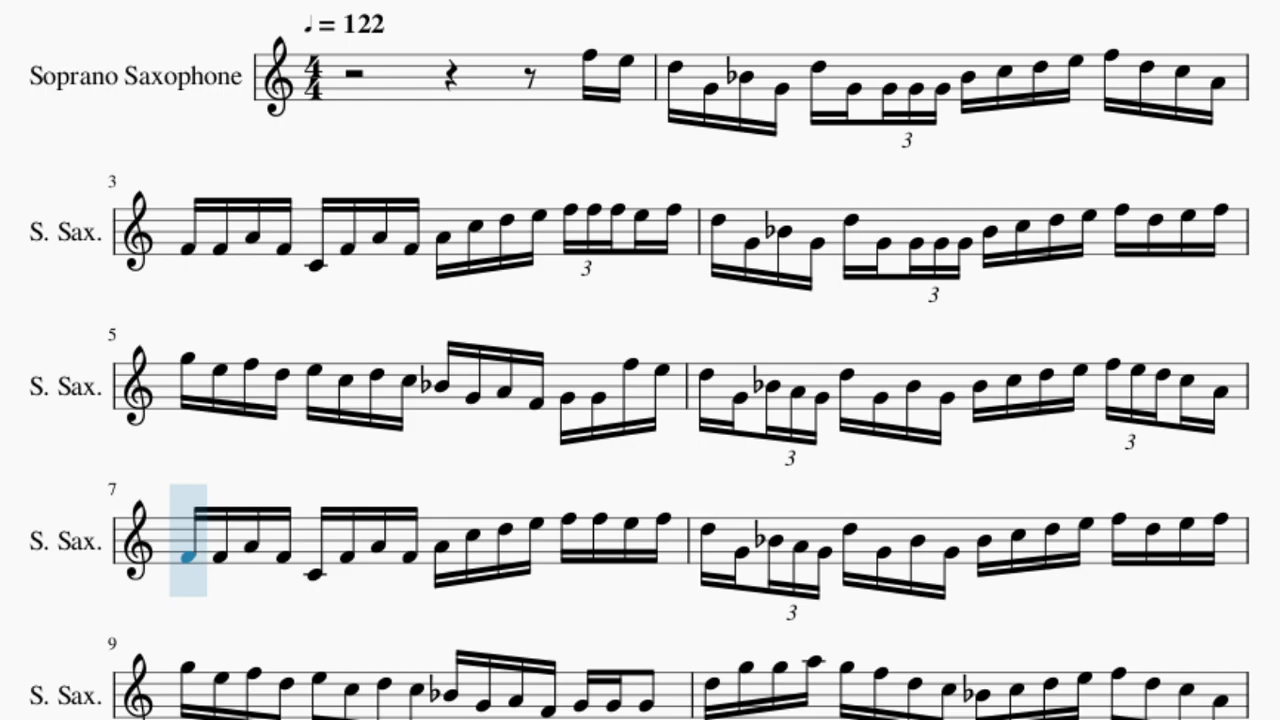 ♩ = 122
Soprano Saxophone
4
4
3
3
S. Sax.
3
3
5
S. Sax.
3
3
7
S. Sax.
3
9
S. Sax.